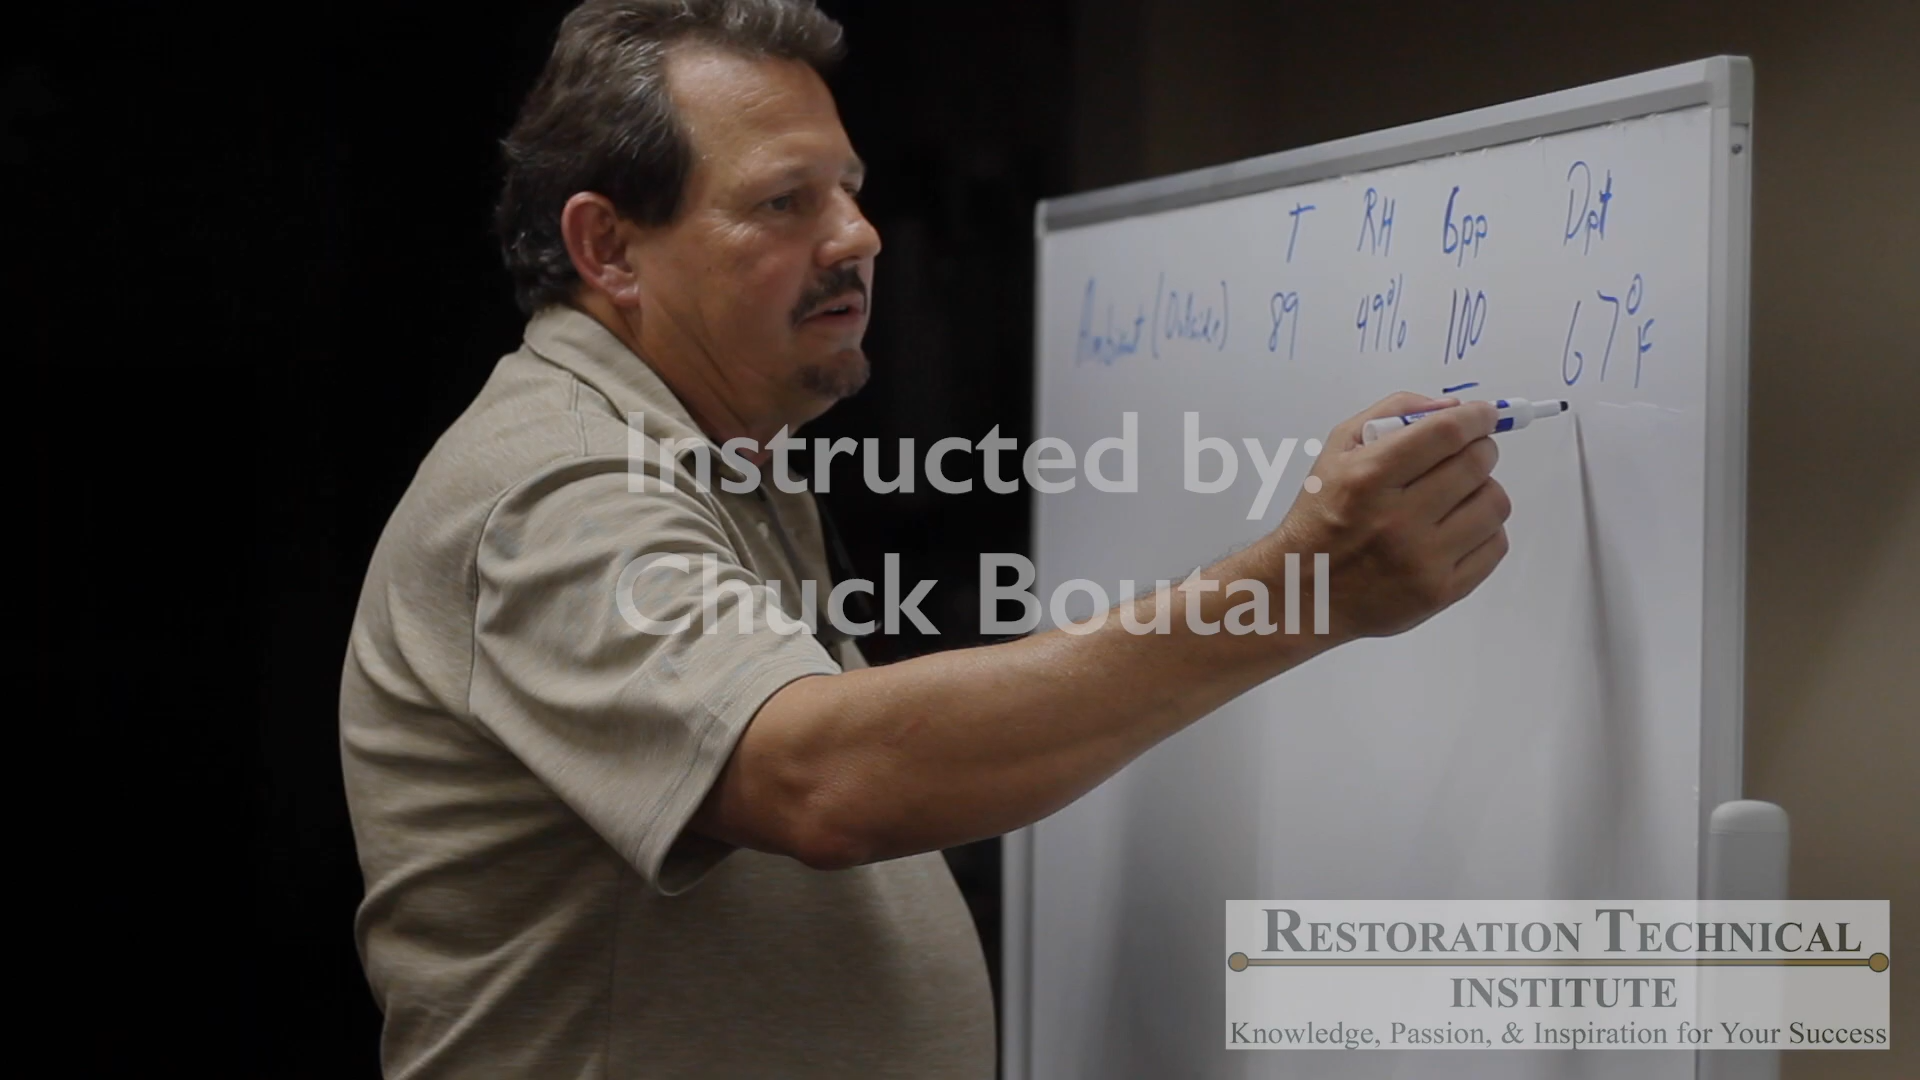 T RH Gpp Dpt
Ambient (Outside) 89 49% 100 67°F
Instructed by:
Chuck Boutall
RESTORATION TECHNICAL
INSTITUTE
Knowledge, Passion, & Inspiration for Your Success